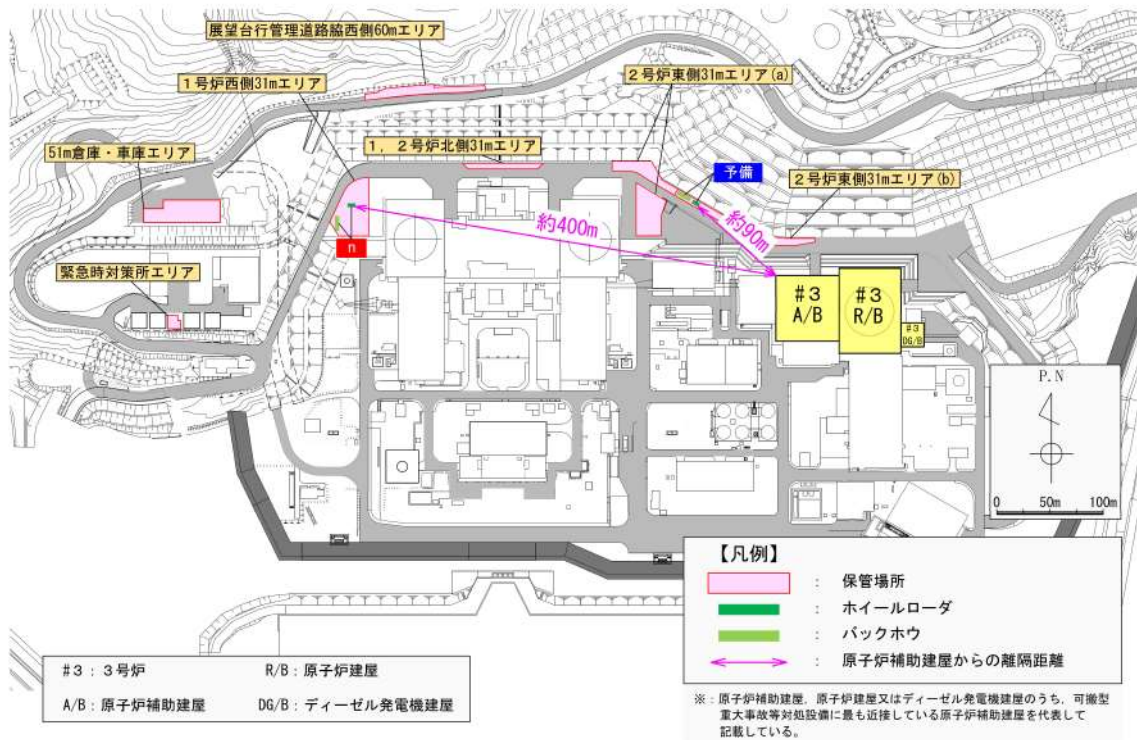 展望台行管理道路脇西側60mエリア
1号炉西側31mエリア
2号炉東側31mエリア(a)
1，2号炉北側31mエリア
51m倉庫・車庫エリア
予備
2号炉東側31mエリア(b)
約400m
約90m
n
緊急時対策所エリア
#3
A/B
#3
R/B
#3
DG/B
P.N
0 50m 100m
【凡例】
： 保管場所
： ホイールローダ
： バックホウ
： 原子炉補助建屋からの離隔距離
#3：3号炉 R/B：原子炉建屋
A/B：原子炉補助建屋 DG/B：ディーゼル発電機建屋
※：原子炉補助建屋，原子炉建屋又はディーゼル発電機建屋のうち，可搬型
重大事故等対処設備に最も近接している原子炉補助建屋を代表して
記載している。